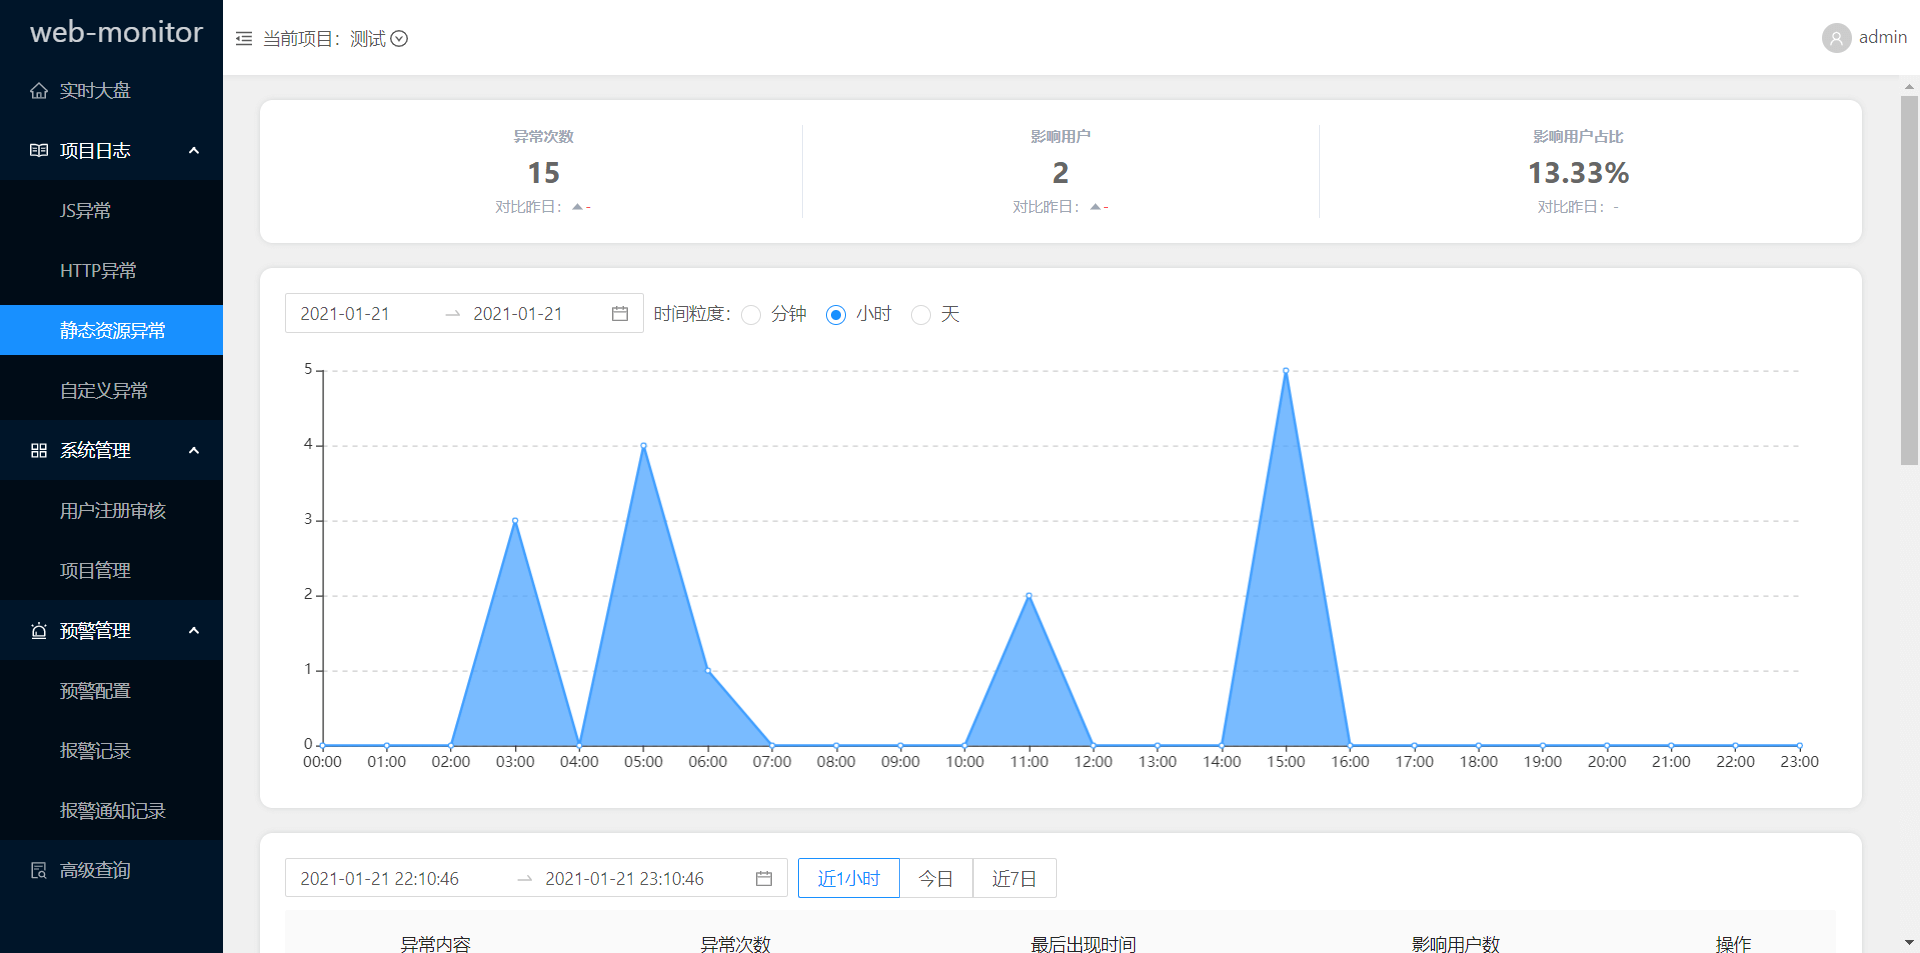 web-monitor
实时大盘
项目日志
JS异常
HTTP异常
静态资源异常
自定义异常
系统管理
用户注册审核
项目管理
预警管理
预警配置
报警记录
报警通知记录
高级查询
当前项目：测试
admin
异常次数
15
对比昨日： -
影响用户
2
对比昨日： -
影响用户占比
13.33%
对比昨日： -
2021-01-21 2021-01-21 时间粒度： 分钟 小时 天
5
4
3
2
1
0
00:00 01:00 02:00 03:00 04:00 05:00 06:00 07:00 08:00 09:00 10:00 11:00 12:00 13:00 14:00 15:00 16:00 17:00 18:00 19:00 20:00 21:00 22:00 23:00
2021-01-21 22:10:46 2021-01-21 23:10:46 近1小时 今日 近7日
异常内容 异常次数 最后出现时间 影响用户数 操作